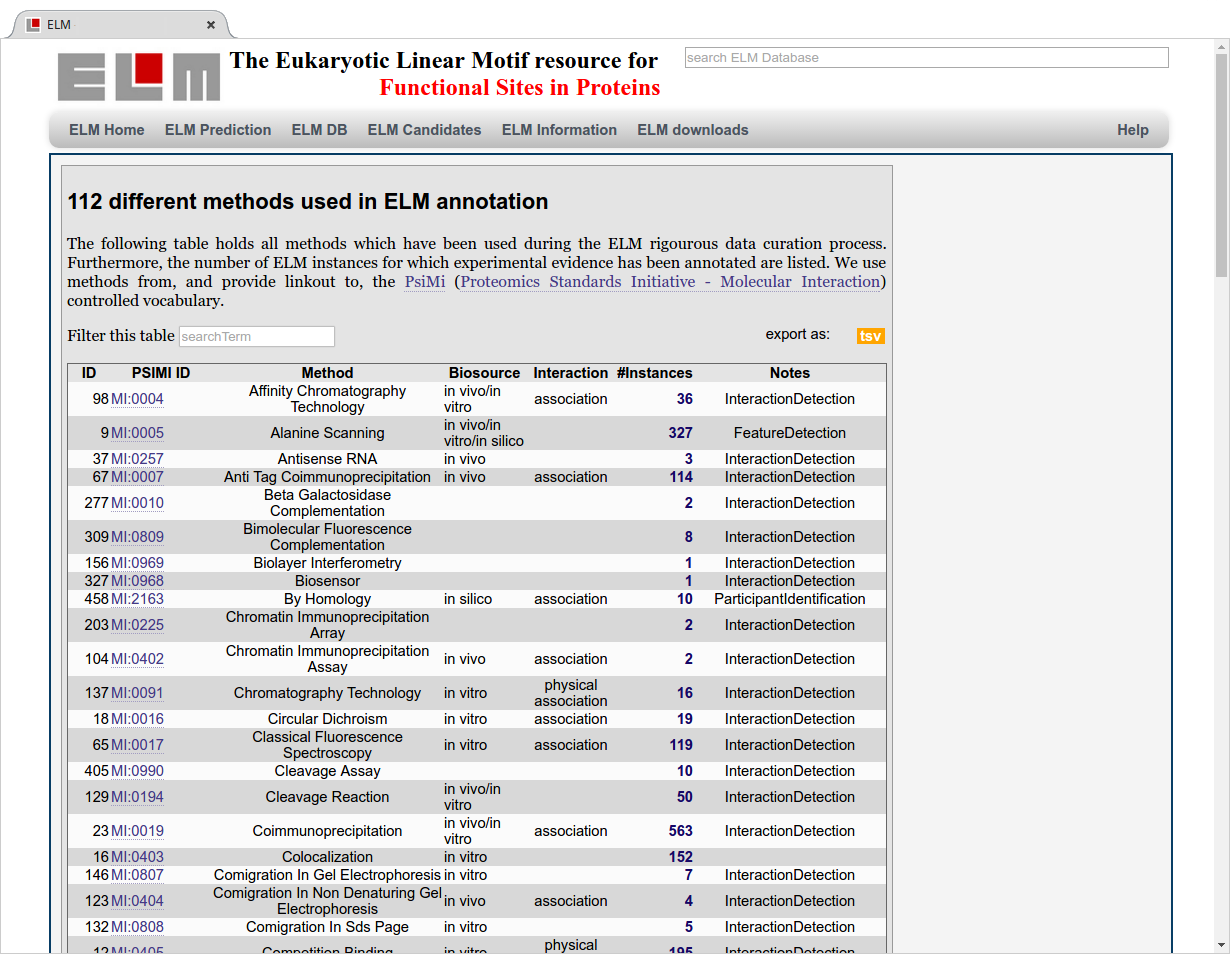 ELM
ELM
The Eukaryotic Linear Motif resource for
Functional Sites in Proteins
search ELM Database
ELM Home ELM Prediction ELM DB ELM Candidates ELM Information ELM downloads Help
112 different methods used in ELM annotation
The following table holds all methods which have been used during the ELM rigourous data curation process.
Furthermore, the number of ELM instances for which experimental evidence has been annotated are listed. We use
methods from, and provide linkout to, the PsiMi (Proteomics Standards Initiative - Molecular Interaction)
controlled vocabulary.
Filter this table searchTerm export as: tsv
ID PSIMI ID Method Biosource Interaction #Instances Notes
98 MI:0004 Affinity Chromatography Technology in vivo/in vitro association 36 InteractionDetection
9 MI:0005 Alanine Scanning in vivo/in vitro/in silico 327 FeatureDetection
37 MI:0257 Antisense RNA in vivo 3 InteractionDetection
67 MI:0007 Anti Tag Coimmunoprecipitation in vivo association 114 InteractionDetection
277 MI:0010 Beta Galactosidase Complementation 2 InteractionDetection
309 MI:0809 Bimolecular Fluorescence Complementation 8 InteractionDetection
156 MI:0969 Biolayer Interferometry 1 InteractionDetection
327 MI:0968 Biosensor 1 InteractionDetection
458 MI:2163 By Homology in silico association 10 ParticipantIdentification
203 MI:0225 Chromatin Immunoprecipitation Array 2 InteractionDetection
104 MI:0402 Chromatin Immunoprecipitation Assay in vivo association 2 InteractionDetection
137 MI:0091 Chromatography Technology in vitro physical association 16 InteractionDetection
18 MI:0016 Circular Dichroism in vitro association 19 InteractionDetection
65 MI:0017 Classical Fluorescence Spectroscopy in vitro association 119 InteractionDetection
405 MI:0990 Cleavage Assay 10 InteractionDetection
129 MI:0194 Cleavage Reaction in vivo/in vitro 50 InteractionDetection
23 MI:0019 Coimmunoprecipitation in vivo/in vitro association 563 InteractionDetection
16 MI:0403 Colocalization in vitro 152
146 MI:0807 Comigration In Gel Electrophoresis in vitro 7 InteractionDetection
123 MI:0404 Comigration In Non Denaturing Gel Electrophoresis in vivo association 4 InteractionDetection
132 MI:0808 Comigration In Sds Page in vitro 5 InteractionDetection
12 MI:0405 Competition Binding in vitro physical 195 InteractionDetection